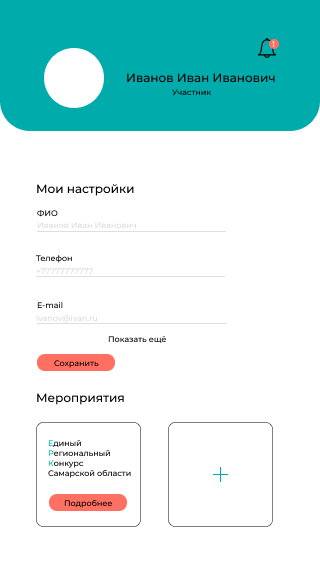 1
Иванов Иван Иванович
Участник
Мои настройки
ФИО
Иванов Иван Иванович
Телефон
+77777777777
E-mail
ivanov@ivan.ru
Показать ещё
Сохранить
Мероприятия
Единый
Региональный
Конкурс
Самарской области
Подробнее